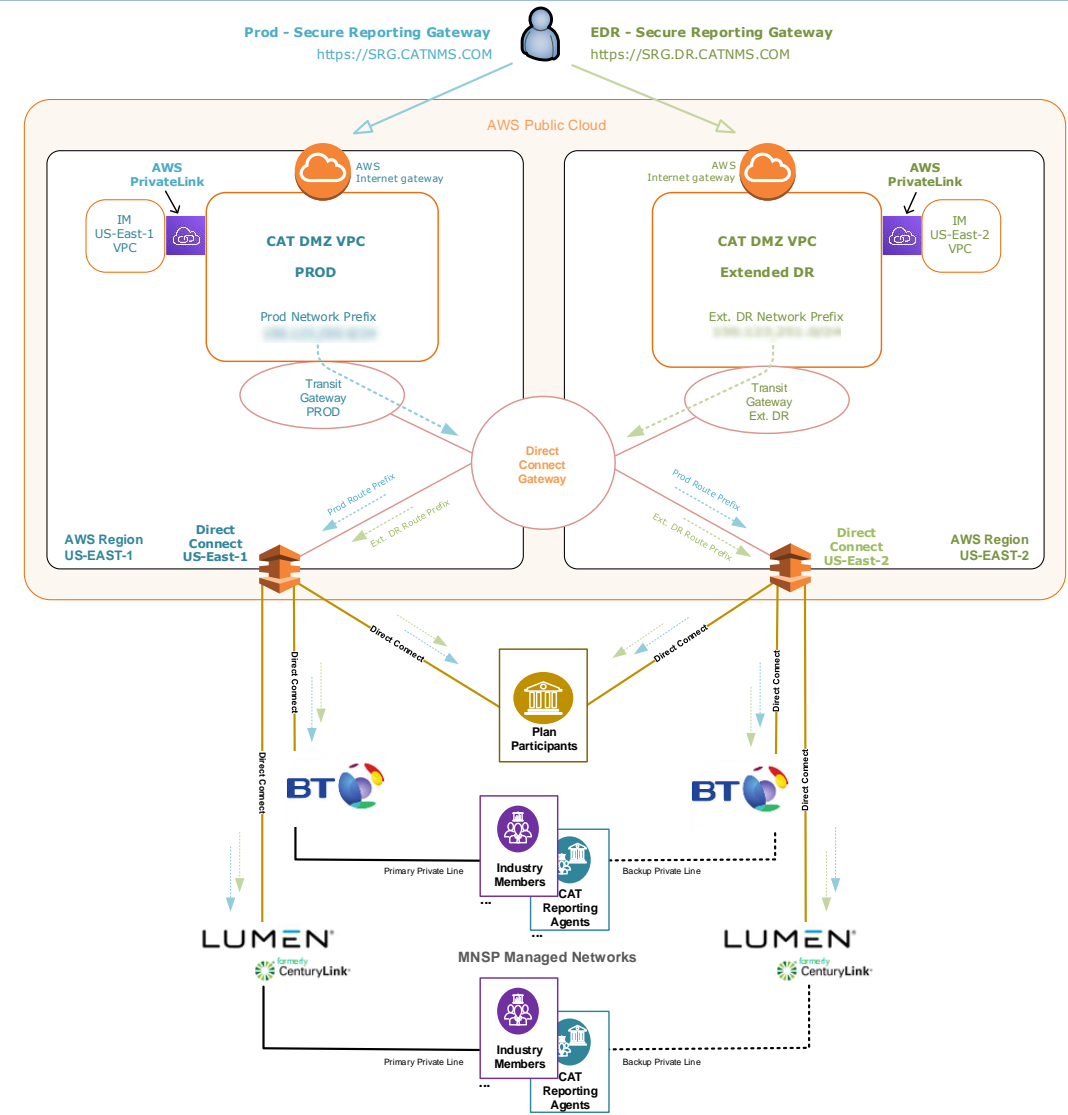 Prod - Secure Reporting Gateway
https://SRG.CATNMS.COM
EDR - Secure Reporting Gateway
https://SRG.DR.CATNMS.COM
AWS Public Cloud
AWS
PrivateLink
AWS
Internet gateway
IM
US-East-1
VPC
CAT DMZ VPC
PROD
Prod Network Prefix
Transit
Gateway
PROD
AWS
Internet gateway
AWS
PrivateLink
IM
US-East-2
VPC
CAT DMZ VPC
Extended DR
Ext. DR Network Prefix
Transit
Gateway
Ext. DR
Direct
Connect
Gateway
Prod Route Prefix
Ext. DR Route Prefix
Prod Route Prefix
Ext. DR Route Prefix
AWS Region
US-EAST-1
Direct
Connect
US-East-1
Direct
Connect
US-East-2
AWS Region
US-EAST-2
Direct Connect
Direct Connect
Direct Connect
Direct Connect
Direct Connect
Direct Connect
Plan
Participants
BT
BT
Primary Private Line
Industry
Members
...
CAT
Reporting
Agents
...
Backup Private Line
LUMEN®
formerly
CenturyLink®
LUMEN®
formerly
CenturyLink®
MNSP Managed Networks
Primary Private Line
Industry
Members
...
CAT
Reporting
Agents
Backup Private Line